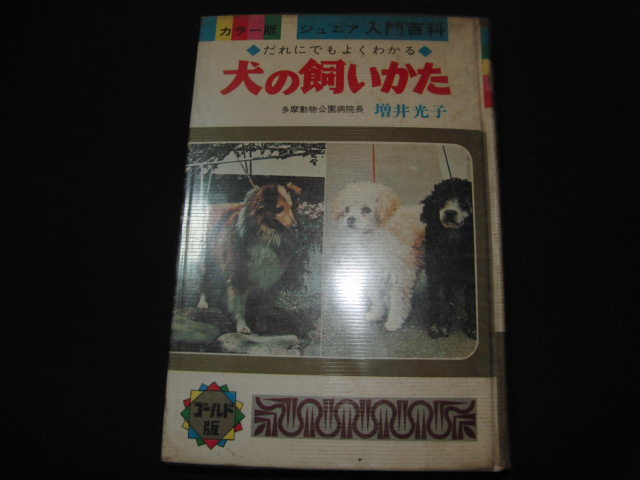 カラー版 ジュニア入門百科
だれにでもよくわかる
犬の飼いかた
多摩動物公園病院長 増井光子
ゴールド
版